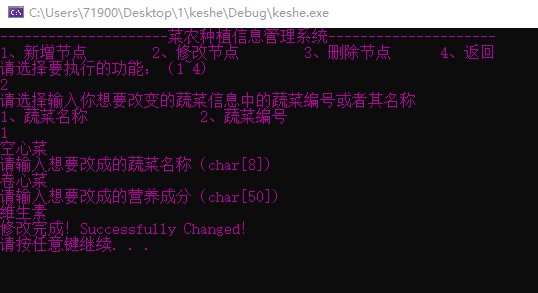 C:\Users\71900\Desktop\1\keshe\Debug\keshe.exe
---------------------菜农种植信息管理系统---------------------
1、新增节点 2、修改节点 3、删除节点 4、返回
请选择要执行的功能：（1~4）
2
请选择输入你想要改变的蔬菜信息中的蔬菜编号或者其名称
1、蔬菜名称 2、蔬菜编号
1
空心菜
请输入想要改成的蔬菜名称（char[8]）
卷心菜
请输入想要改成的营养成分（char[50]）
维生素
修改完成! Successfully Changed!
请按任意键继续. . .